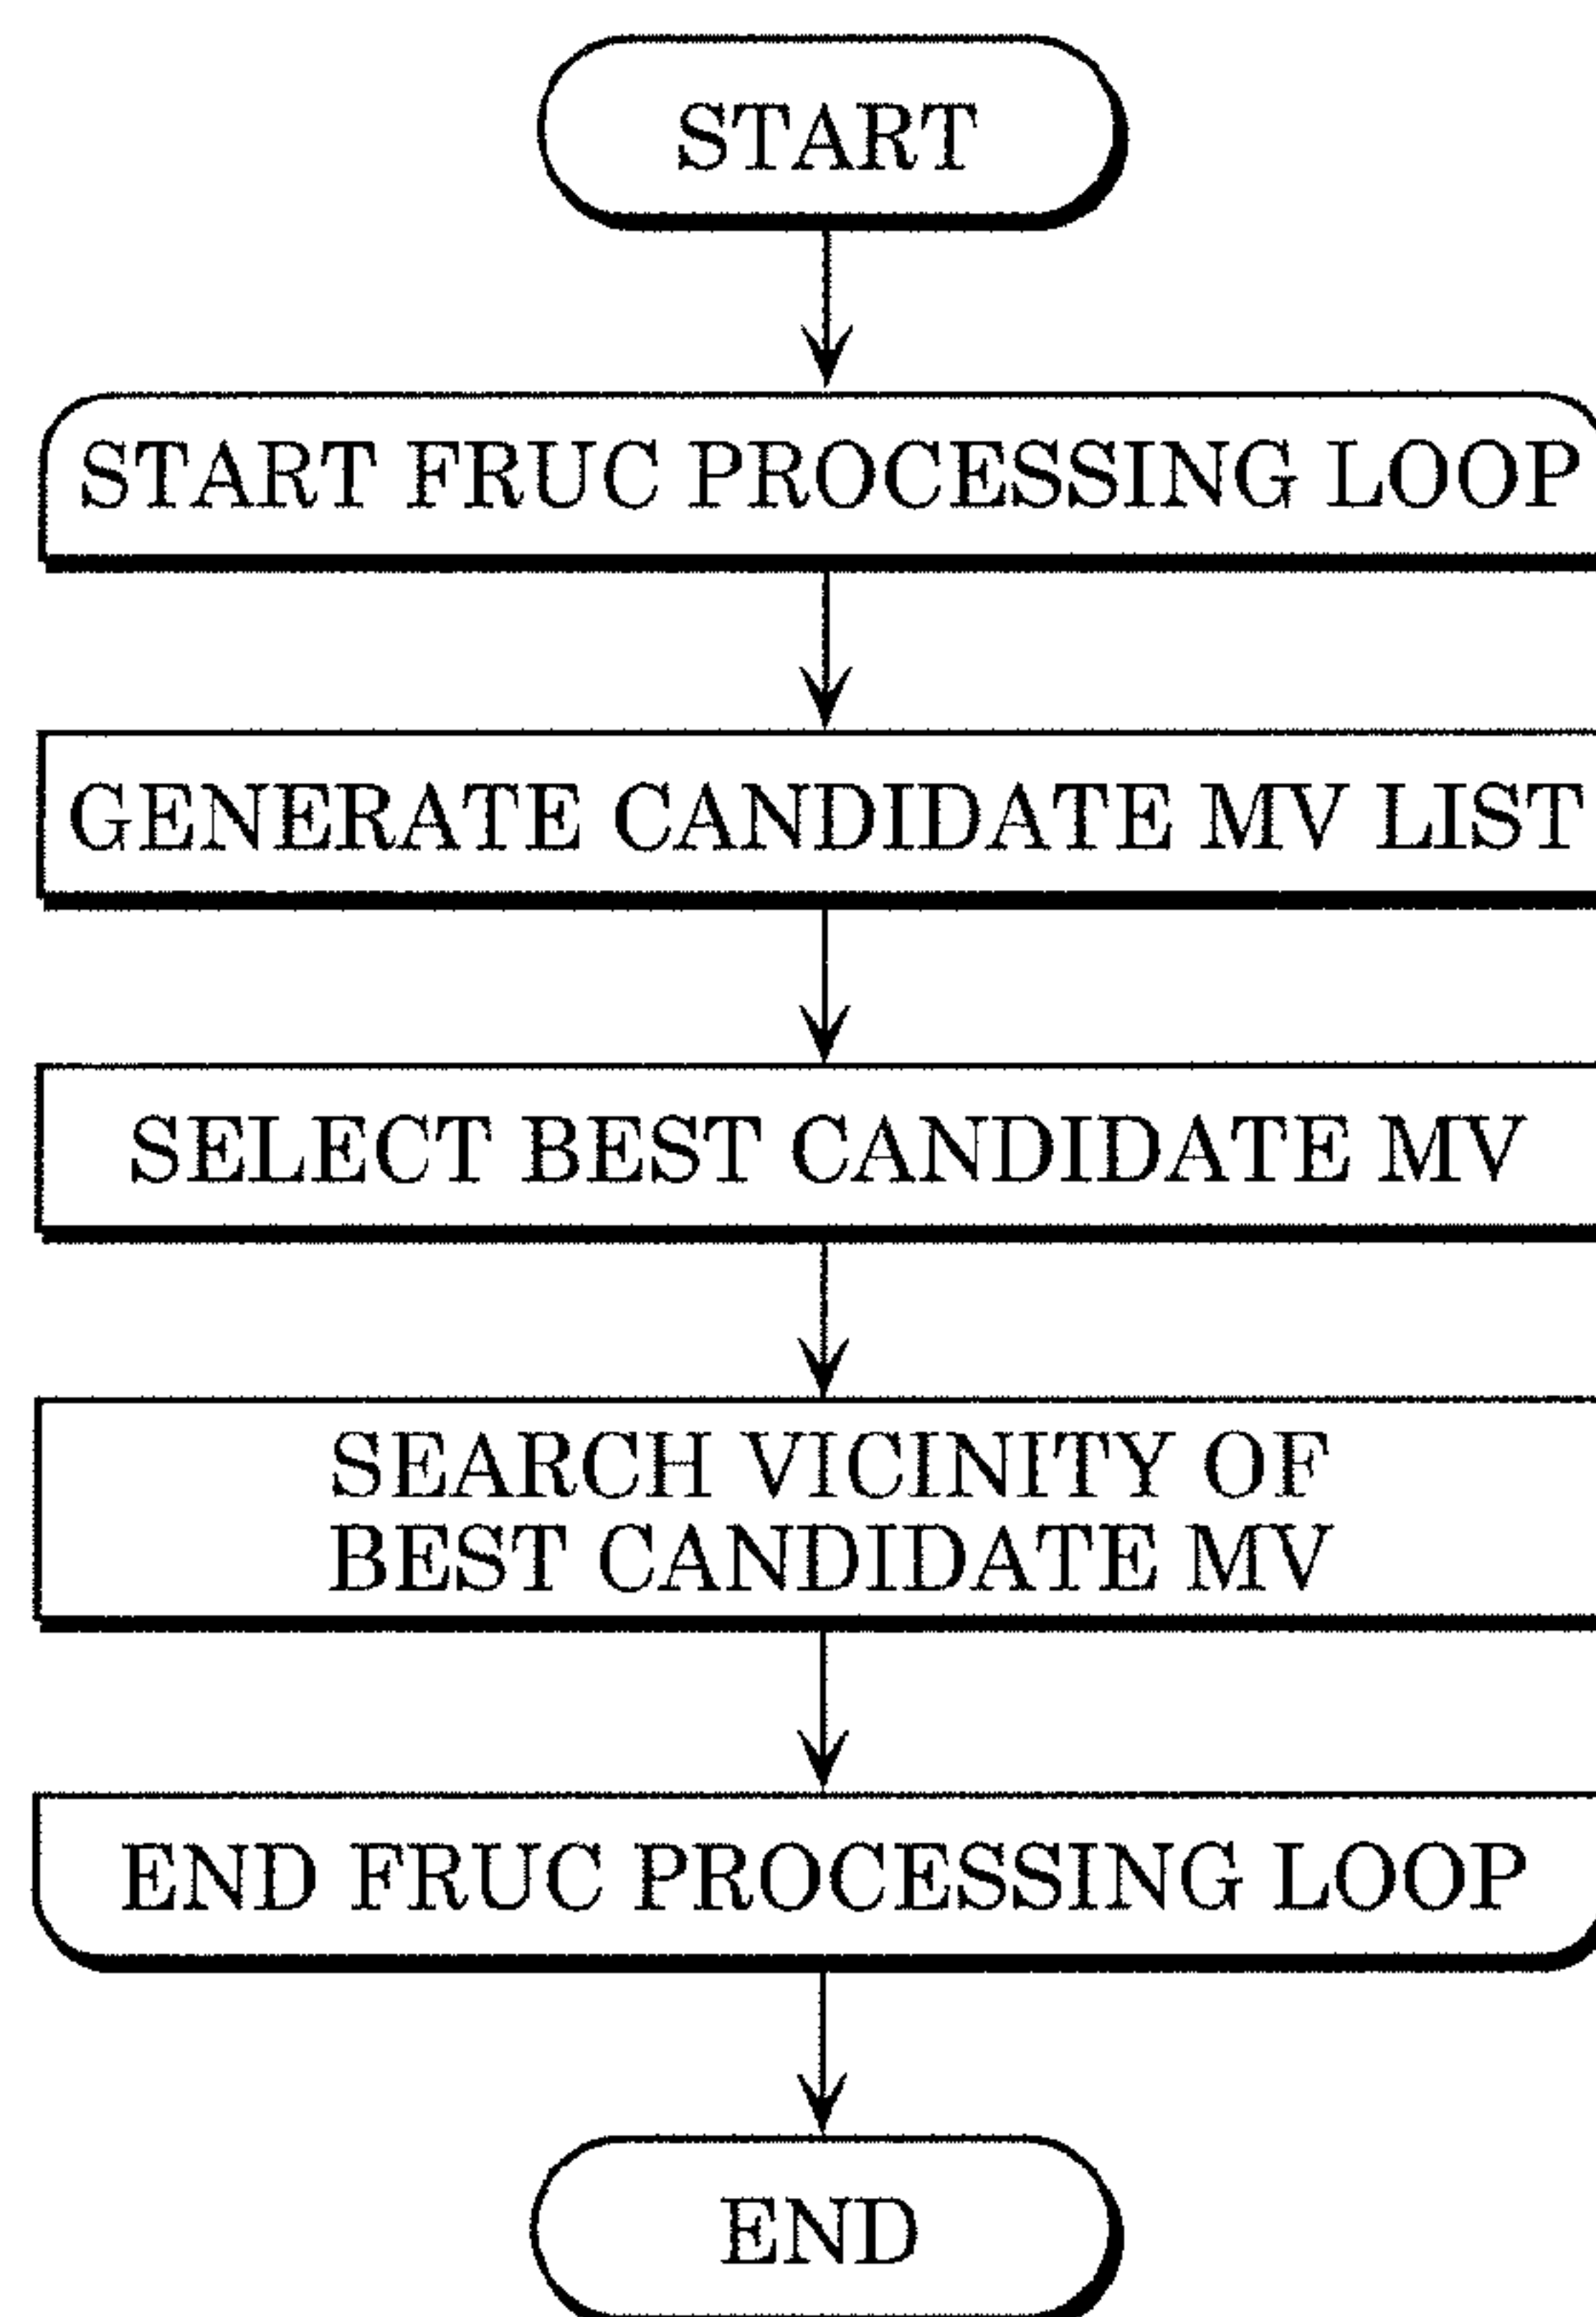 START
START FRUC PROCESSING LOOP
GENERATE CANDIDATE MV LIST
SELECT BEST CANDIDATE MV
SEARCH VICINITY OF
BEST CANDIDATE MV
END FRUC PROCESSING LOOP
END